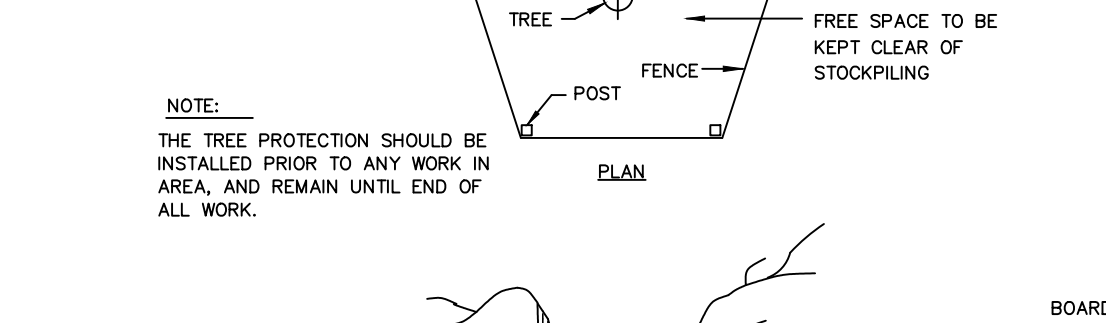 TREE
FREE SPACE TO BE
KEPT CLEAR OF
STOCKPILING
FENCE
POST
NOTE:
THE TREE PROTECTION SHOULD BE
INSTALLED PRIOR TO ANY WORK IN
AREA, AND REMAIN UNTIL END OF
ALL WORK.
PLAN
BOARD